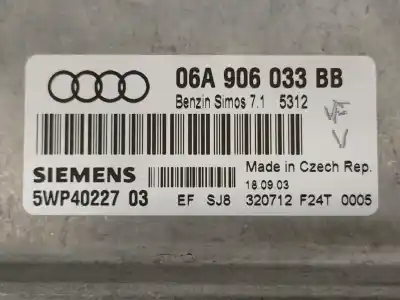 06A 906 033 BB
Benzin Simos 7.1 5312
SIEMENS
Made in Czech Rep.
18.09.03
5WP40227 03
EF SJ8 320712 F24T 0005